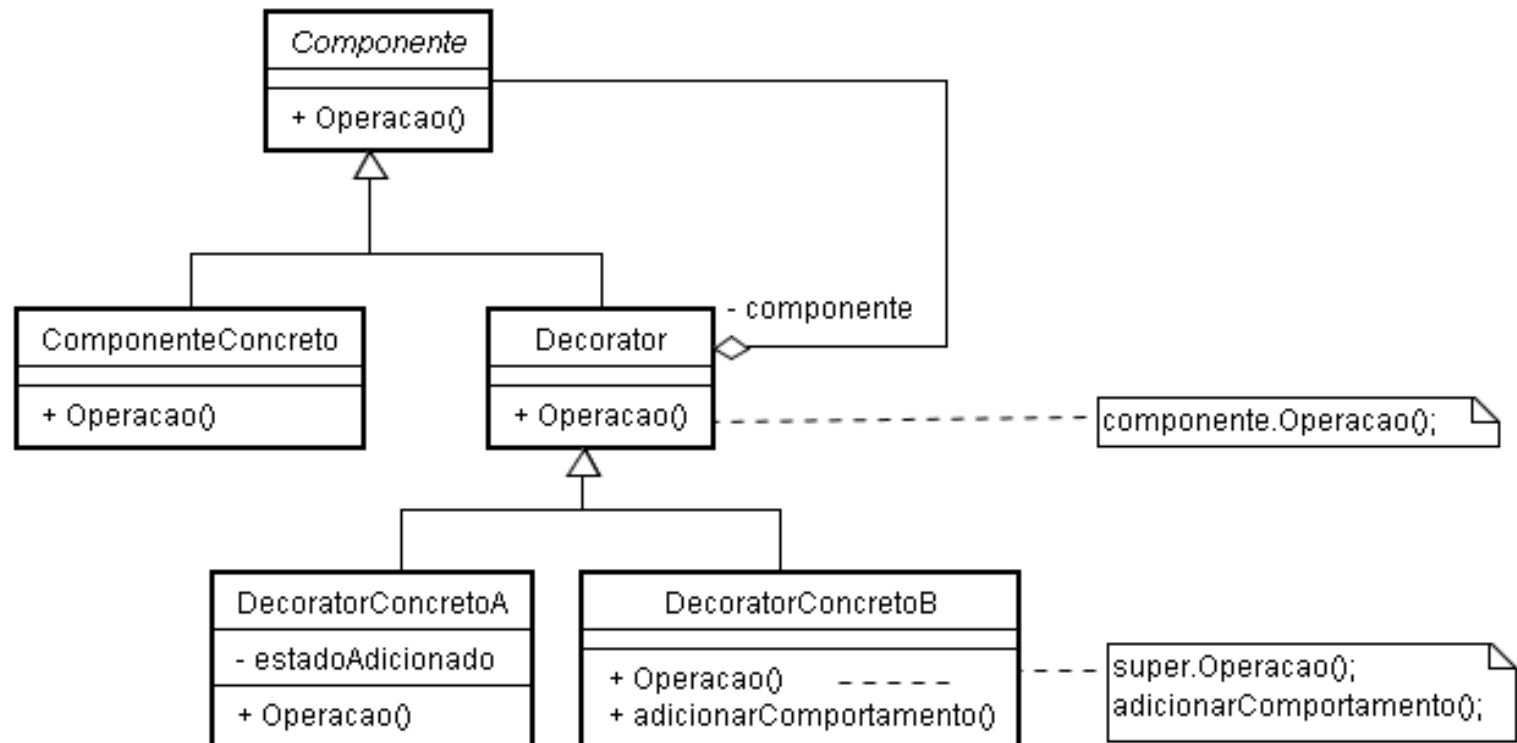 Componente
+ Operacao()
- componente
ComponenteConcreto
+ Operacao()
Decorator
+ Operacao()
componente.Operacao();
DecoratorConcretoA
- estadoAdicionado
+ Operacao()
DecoratorConcretoB
+ Operacao()
+ adicionarComportamento()
super.Operacao();
adicionarComportamento();